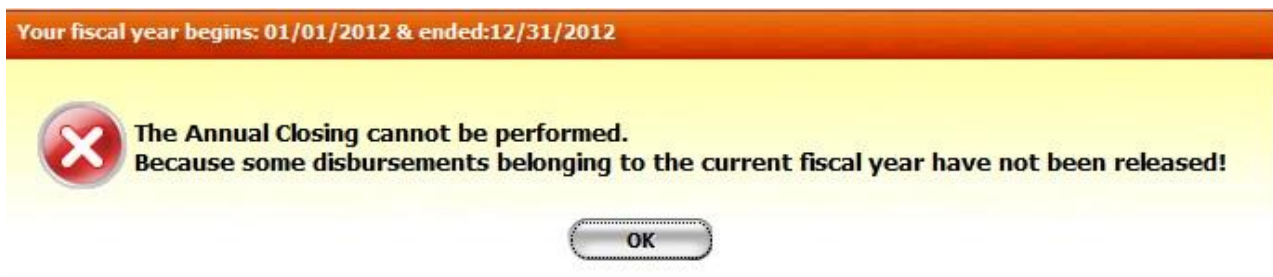 Your fiscal year begins: 01/01/2012 & ended:12/31/2012
The Annual Closing cannot be performed.
Because some disbursements belonging to the current fiscal year have not been released!
OK